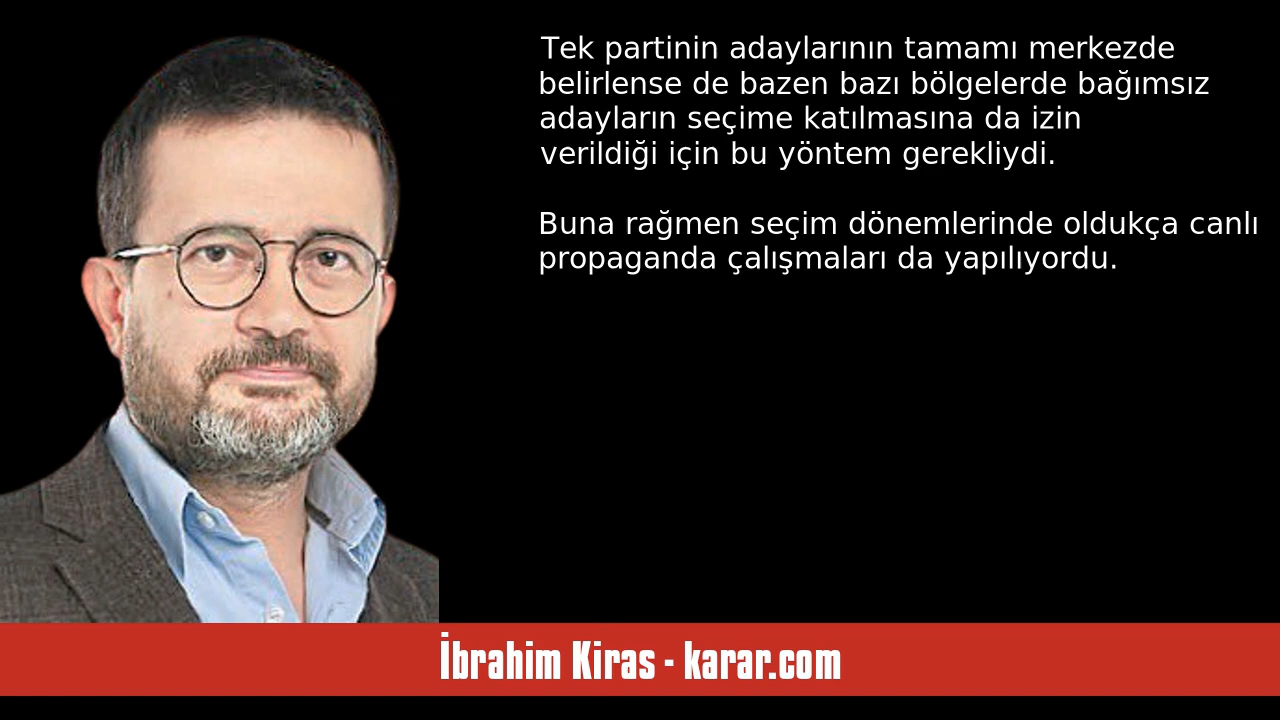 Tek partinin adaylarının tamamı merkezde
belirlense de bazen bazı bölgelerde bağımsız
adayların seçime katılmasına da izin
verildiği için bu yöntem gerekliydi.
Buna rağmen seçim dönemlerinde oldukça canlı
propaganda çalışmaları da yapılıyordu.
İbrahim Kiras - karar.com